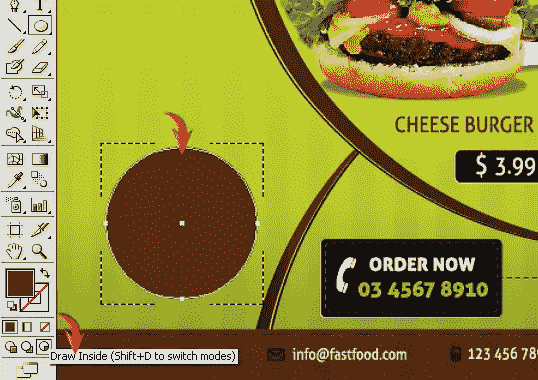 CHEESE BURGER
$ 3.99
ORDER NOW
03 4567 8910
Draw Inside (Shift+D to switch modes)
info@fastfood.com
123 456 789